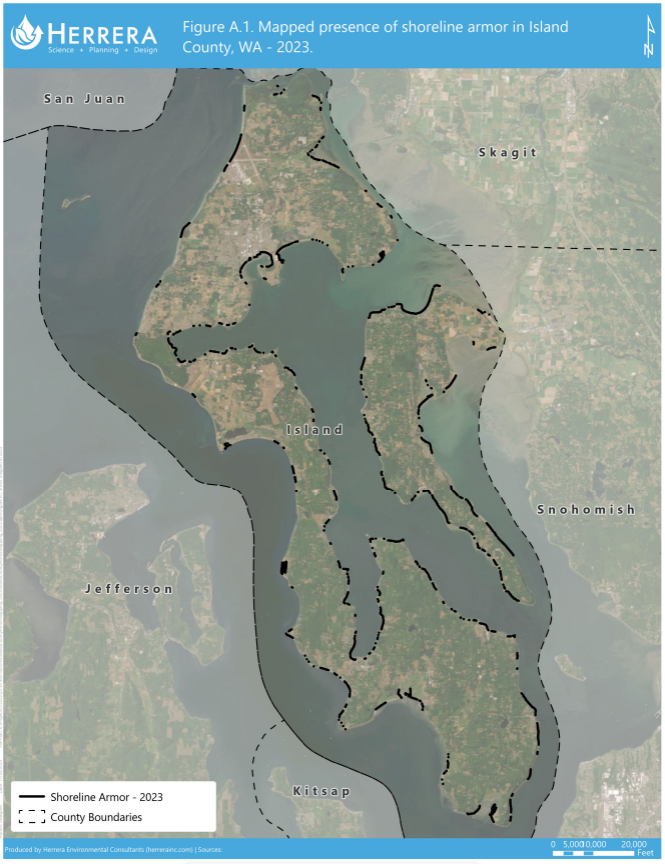 HERRERA
Science + Planning + Design
Figure A.1. Mapped presence of shoreline armor in Island
County, WA - 2023.
N
San Juan
Skagit
Island
Snohomish
Jefferson
Kitsap
Shoreline Armor - 2023
County Boundaries
Produced by Herrera Environmental Consultants (herrerainc.com) | Sources:
0 5,000 10,000 20,000
Feet